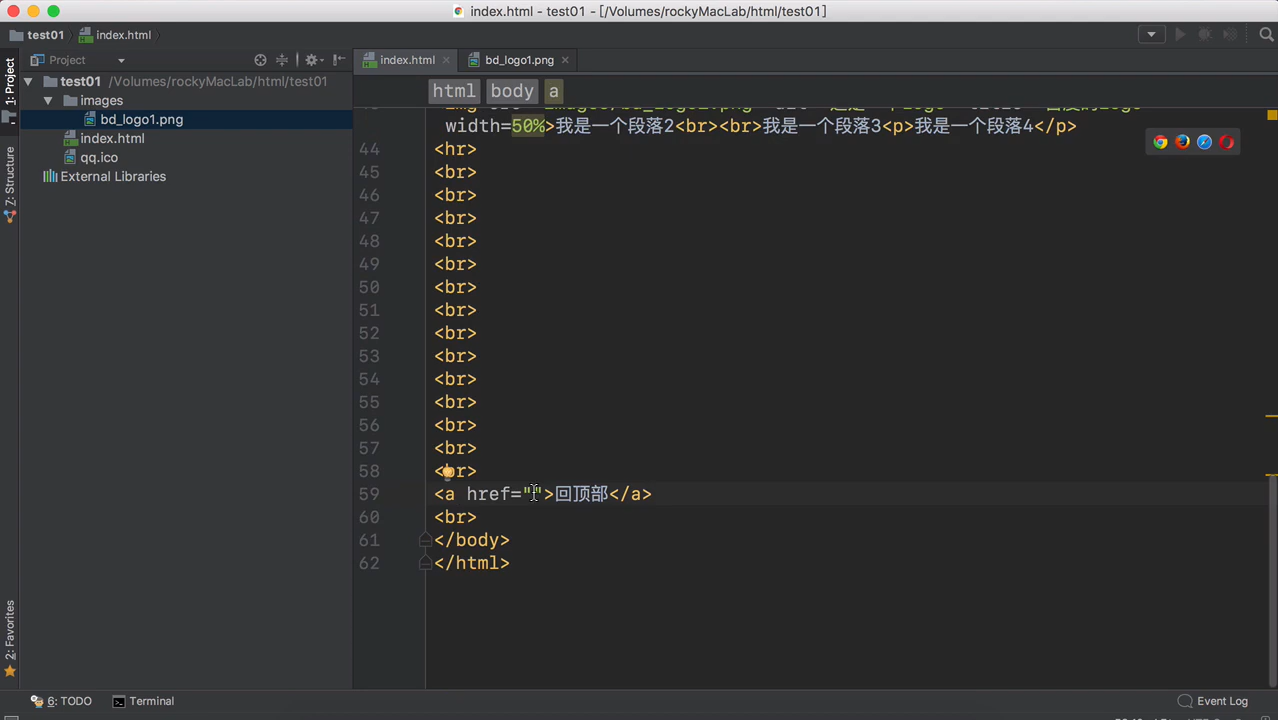 index.html - test01 - [/Volumes/rockyMacLab/html/test01]
test01 index.html
1: Project
Project
index.html bd_logo1.png
test01 /Volumes/rockyMacLab/html/test01
images
bd_logo1.png
index.html
qq.ico
External Libraries
Z: Structure
2: Favorites
html body a
width=50%>我是一个段落2<br><br>我是一个段落3<p>我是一个段落4</p>
44 <hr>
45 <br>
46 <br>
47 <br>
48 <br>
49 <br>
50 <br>
51 <br>
52 <br>
53 <br>
54 <br>
55 <br>
56 <br>
57 <br>
58 <br>
59 <a href="">回顶部</a>
60 <br>
61 </body>
62 </html>
6: TODO Terminal Event Log